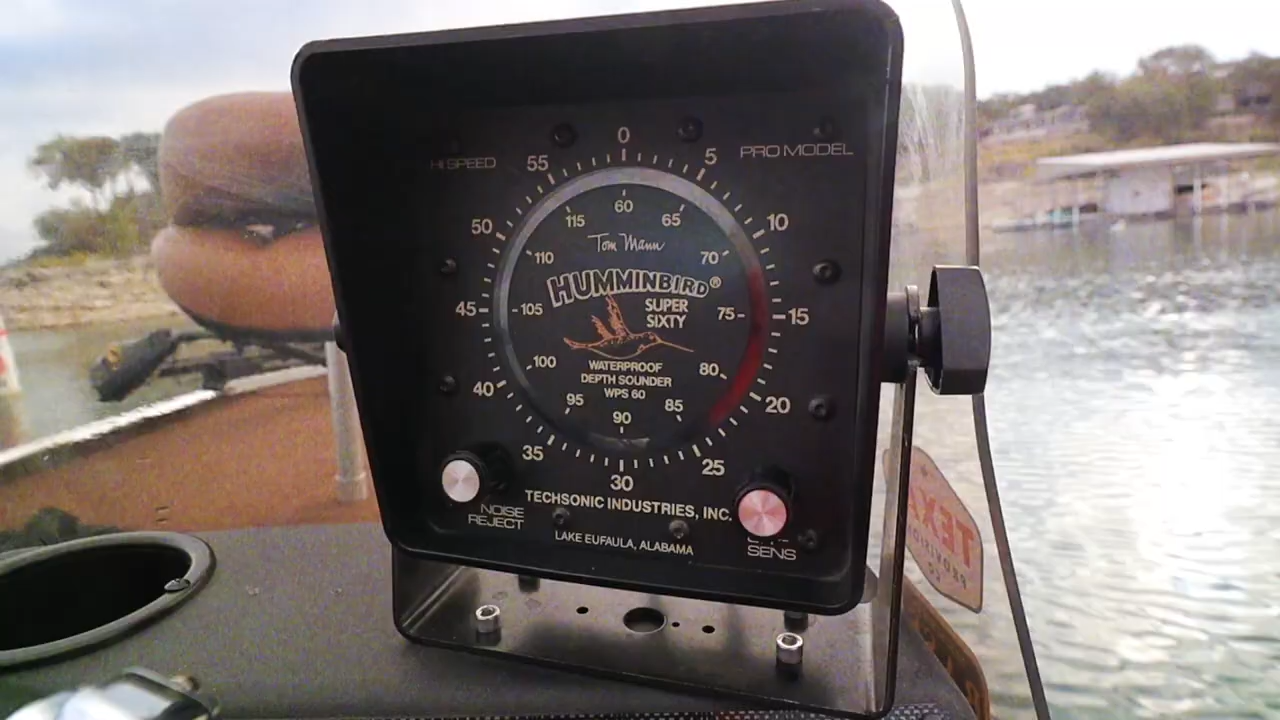 HI SPEED
PRO MODEL
0
5
10
15
20
25
30
35
40
45
50
55
60
65
70
75
80
85
90
95
100
105
110
115
Tom Mann
HUMMINBIRD®
SUPER
SIXTY
WATERPROOF
DEPTH SOUNDER
WPS 60
NOISE
REJECT
TECHSONIC INDUSTRIES, INC.
LAKE EUFAULA, ALABAMA
SENS